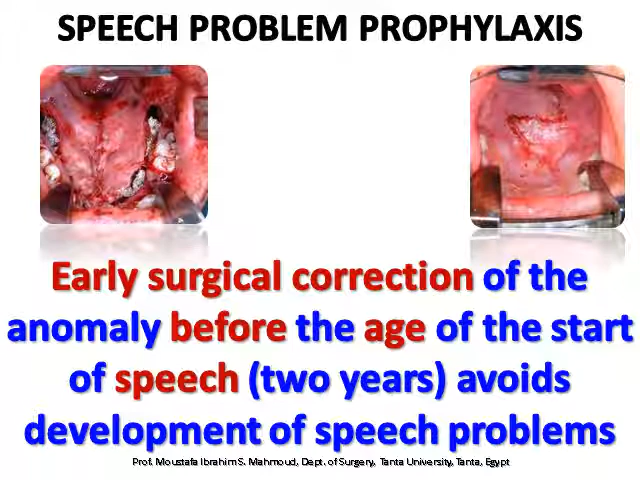 SPEECH PROBLEM PROPHYLAXIS
Early surgical correction of the
anomaly before the age of the start
of speech (two years) avoids
development of speech problems
Prof. Moustafa Ibrahim S. Mahmoud, Dept. of Surgery, Tanta University, Tanta, Egypt